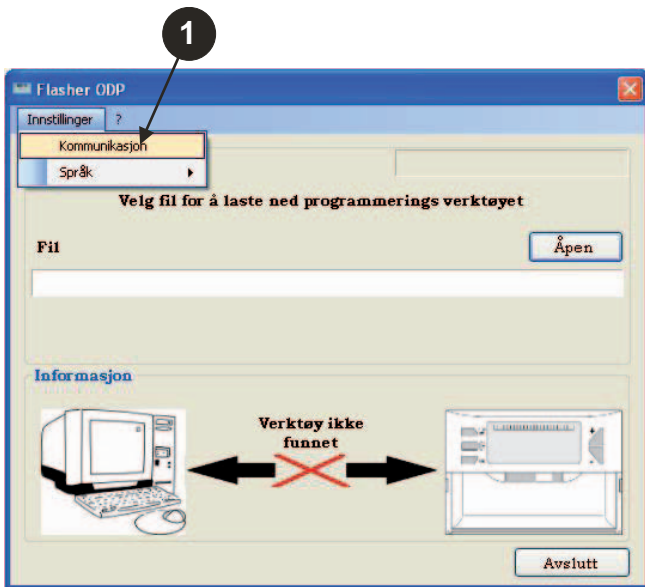 1
Flasher ODP
Innstillinger ?
Kommunikasjon
Språk
Velg fil for å laste ned programmerings verktøyet
Fil
Åpen
Informasjon
Verktøy ikke
funnet
Avslutt